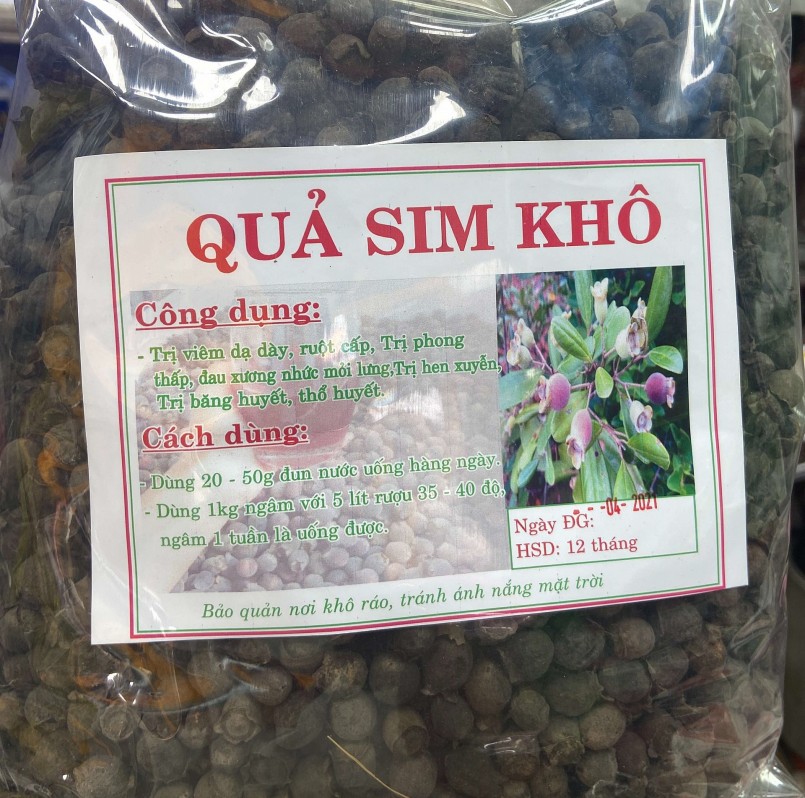 QUẢ SIM KHÔ
Công dụng:
- Trị viêm dạ dày, ruột cấp, Trị phong
thấp, đau xương nhức mỏi lưng,Trị hen xuyễn,
Trị băng huyết, thổ huyết.
Cách dùng:
- Dùng 20 - 50g đun nước uống hàng ngày.
- Dùng 1kg ngâm với 5 lít rượu 35 - 40 độ,
ngâm 1 tuần là uống được.
Ngày ĐG: -04- 2021
HSD: 12 tháng
Bảo quản nơi khô ráo, tránh ánh nắng mặt trời